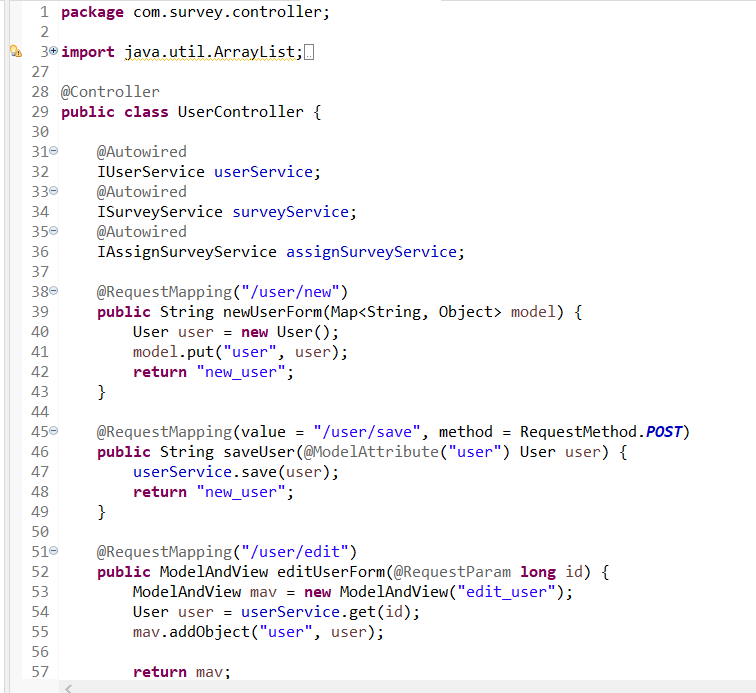 1 package com.survey.controller;
2
3 import java.util.ArrayList;
27
28 @Controller
29 public class UserController {
30
31 @Autowired
32 IUserService userService;
33 @Autowired
34 ISurveyService surveyService;
35 @Autowired
36 IAssignSurveyService assignSurveyService;
37
38 @RequestMapping("/user/new")
39 public String newUserForm(Map<String, Object> model) {
40 User user = new User();
41 model.put("user", user);
42 return "new_user";
43 }
44
45 @RequestMapping(value = "/user/save", method = RequestMethod.POST)
46 public String saveUser(@ModelAttribute("user") User user) {
47 userService.save(user);
48 return "new_user";
49 }
50
51 @RequestMapping("/user/edit")
52 public ModelAndView editUserForm(@RequestParam long id) {
53 ModelAndView mav = new ModelAndView("edit_user");
54 User user = userService.get(id);
55 mav.addObject("user", user);
56
57 return mav;